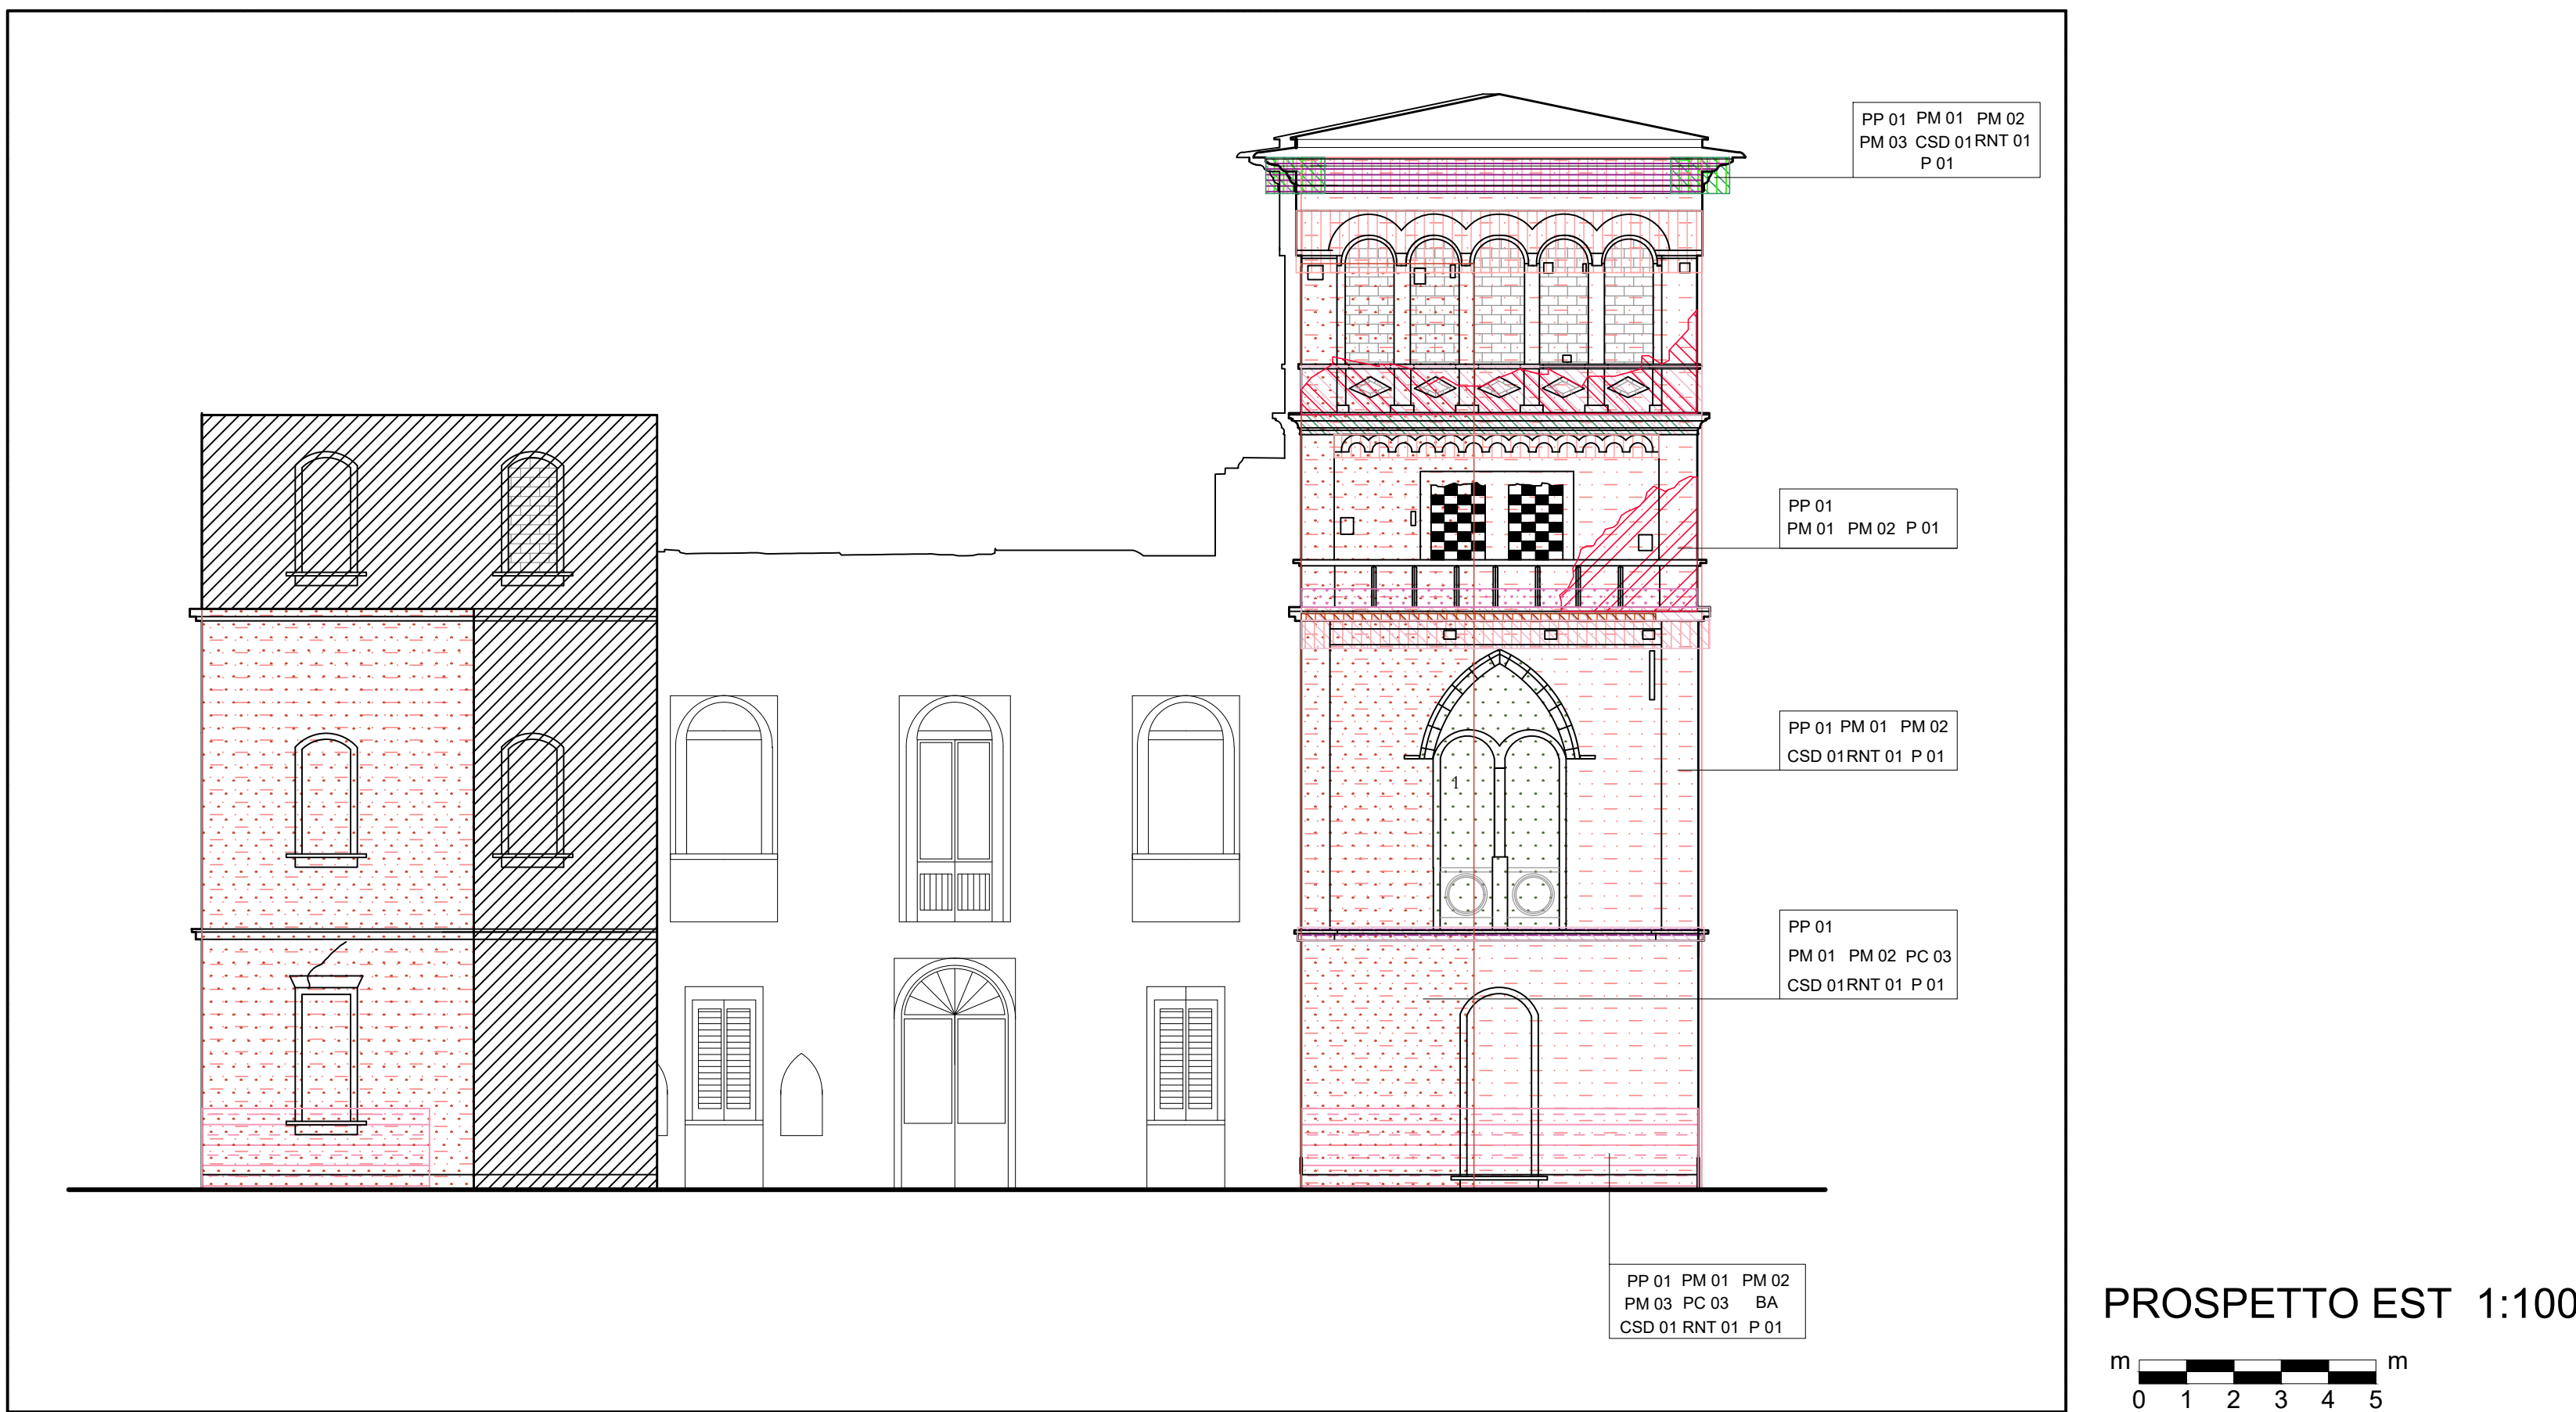 PP 01 PM 01 PM 02
PM 03 CSD 01 RNT 01
P 01
PP 01
PM 01 PM 02 P 01
PP 01 PM 01 PM 02
CSD 01 RNT 01 P 01
1
PP 01
PM 01 PM 02 PC 03
CSD 01 RNT 01 P 01
PP 01 PM 01 PM 02
PM 03 PC 03 BA
CSD 01 RNT 01 P 01
PROSPETTO EST 1:100
m m
0 1 2 3 4 5